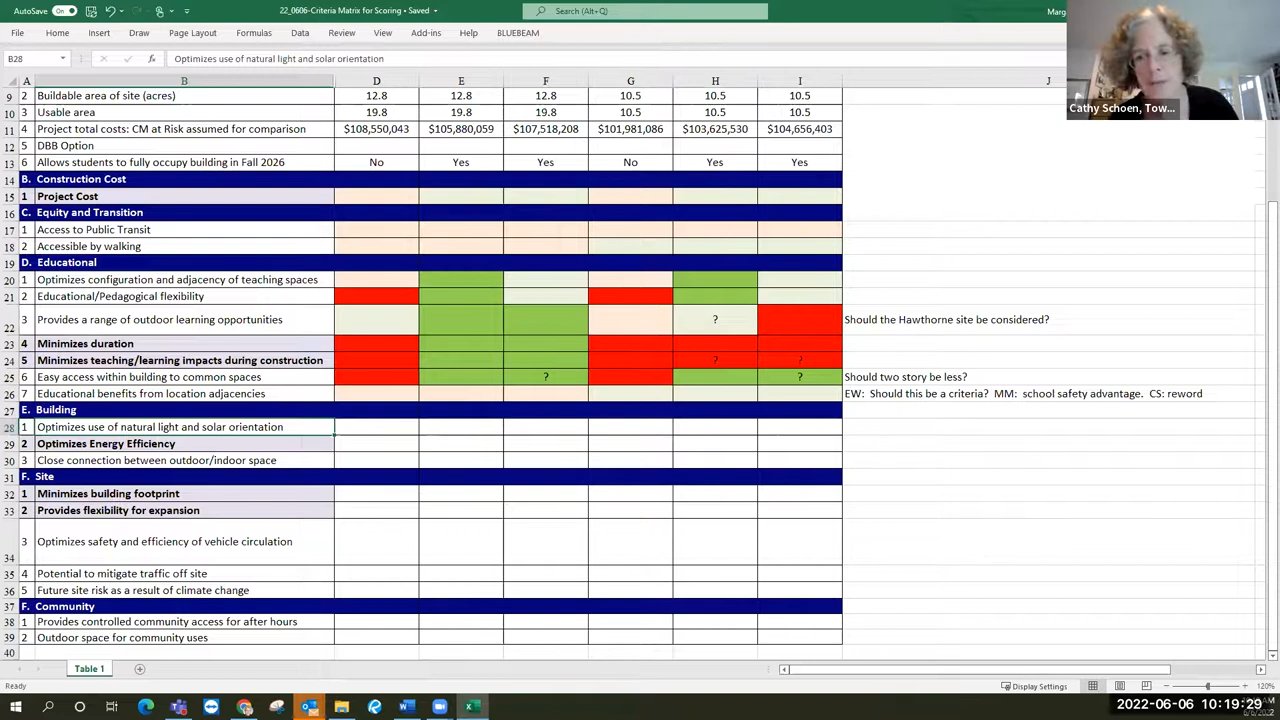 AutoSave On 22_0606-Criteria Matrix for Scoring • Saved Search (Alt+Q)
File Home Insert Draw Page Layout Formulas Data Review View Add-ins Help BLUEBEAM
B28 fx Optimizes use of natural light and solar orientation
Cathy Schoen, Tow...
A B D E F G H I J
9 2 Buildable area of site (acres) 12.8 12.8 12.8 10.5 10.5 10.5
10 3 Usable area 19.8 19.8 19.8 10.5 10.5 10.5
11 4 Project total costs: CM at Risk assumed for comparison $108,550,043 $105,880,059 $107,518,208 $101,981,086 $103,625,530 $104,656,403
12 5 DBB Option
13 6 Allows students to fully occupy building in Fall 2026 No Yes Yes No Yes Yes
14 B. Construction Cost
15 1 Project Cost
16 C. Equity and Transition
17 1 Access to Public Transit
18 2 Accessible by walking
19 D. Educational
20 1 Optimizes configuration and adjacency of teaching spaces
21 2 Educational/Pedagogical flexibility
22 3 Provides a range of outdoor learning opportunities ? Should the Hawthorne site be considered?
23 4 Minimizes duration
24 5 Minimizes teaching/learning impacts during construction ? ?
25 6 Easy access within building to common spaces ? ? Should two story be less?
26 7 Educational benefits from location adjacencies EW: Should this be a criteria? MM: school safety advantage. CS: reword
27 E. Building
28 1 Optimizes use of natural light and solar orientation
29 2 Optimizes Energy Efficiency
30 3 Close connection between outdoor/indoor space
31 F. Site
32 1 Minimizes building footprint
33 2 Provides flexibility for expansion
34 3 Optimizes safety and efficiency of vehicle circulation
35 4 Potential to mitigate traffic off site
36 5 Future site risk as a result of climate change
37 F. Community
38 1 Provides controlled community access for after hours
39 2 Outdoor space for community uses
40
Table 1
Ready Display Settings 120%
2022-06-06 10:19:29